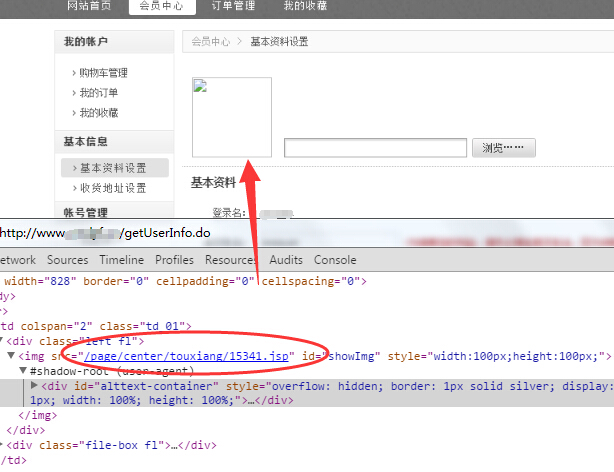 网站首页 会员中心 订单管理 我的收藏
我的帐户
会员中心 > 基本资料设置
> 购物车管理
> 我的订单
> 我的收藏
基本信息
> 基本资料设置
浏览……
> 收货地址设置
基本资料
帐号管理
登录名:
http://www. /getUserInfo.do
etwork Sources Timeline Profiles Resources Audits Console
width="828" border="0" cellpadding="0" cellspacing="0">
dy>
>
td colspan="2" class="td_01">
<div class="left fl">
<img src="/page/center/touxiang/15341.jsp" id="showImg" style="width:100px;height:100px;">
#shadow-root (user-agent)
<div id="alttext-container" style="overflow: hidden; border: 1px solid silver; display:
1px; width: 100%; height: 100%;">…</div>
</img>
</div>
<div class="file-box fl">…</div>
/td>